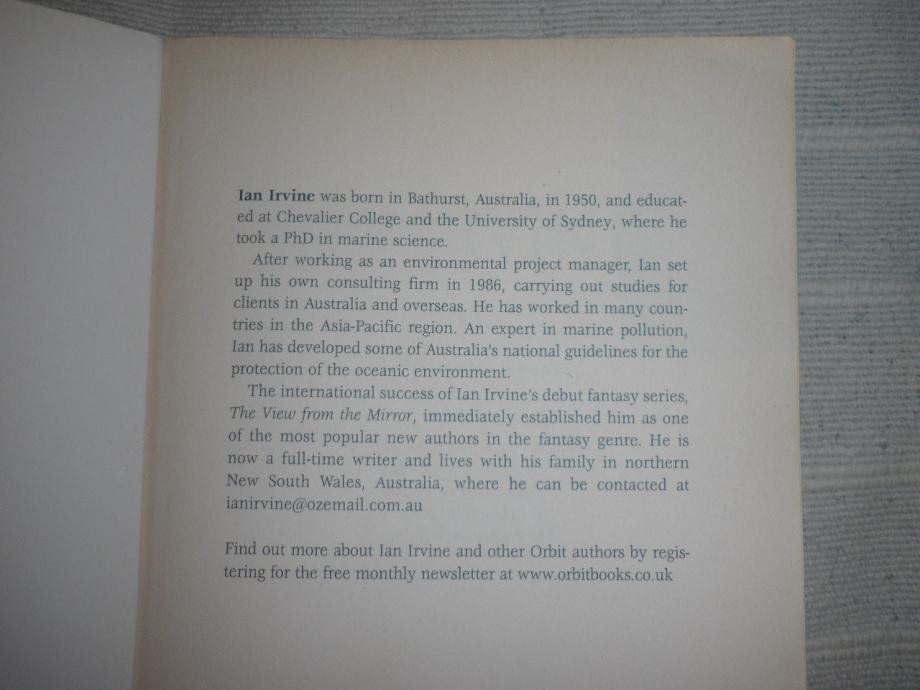 Ian Irvine was born in Bathurst, Australia, in 1950, and educat-
ed at Chevalier College and the University of Sydney, where he
took a PhD in marine science.
After working as an environmental project manager, Ian set
up his own consulting firm in 1986, carrying out studies for
clients in Australia and overseas. He has worked in many coun-
tries in the Asia-Pacific region. An expert in marine pollution,
Ian has developed some of Australia's national guidelines for the
protection of the oceanic environment.
The international success of Ian Irvine's debut fantasy series,
The View from the Mirror, immediately established him as one
of the most popular new authors in the fantasy genre. He is
now a full-time writer and lives with his family in northern
New South Wales, Australia, where he can be contacted at
ianirvine@ozemail.com.au
Find out more about Ian Irvine and other Orbit authors by regis-
tering for the free monthly newsletter at www.orbitbooks.co.uk